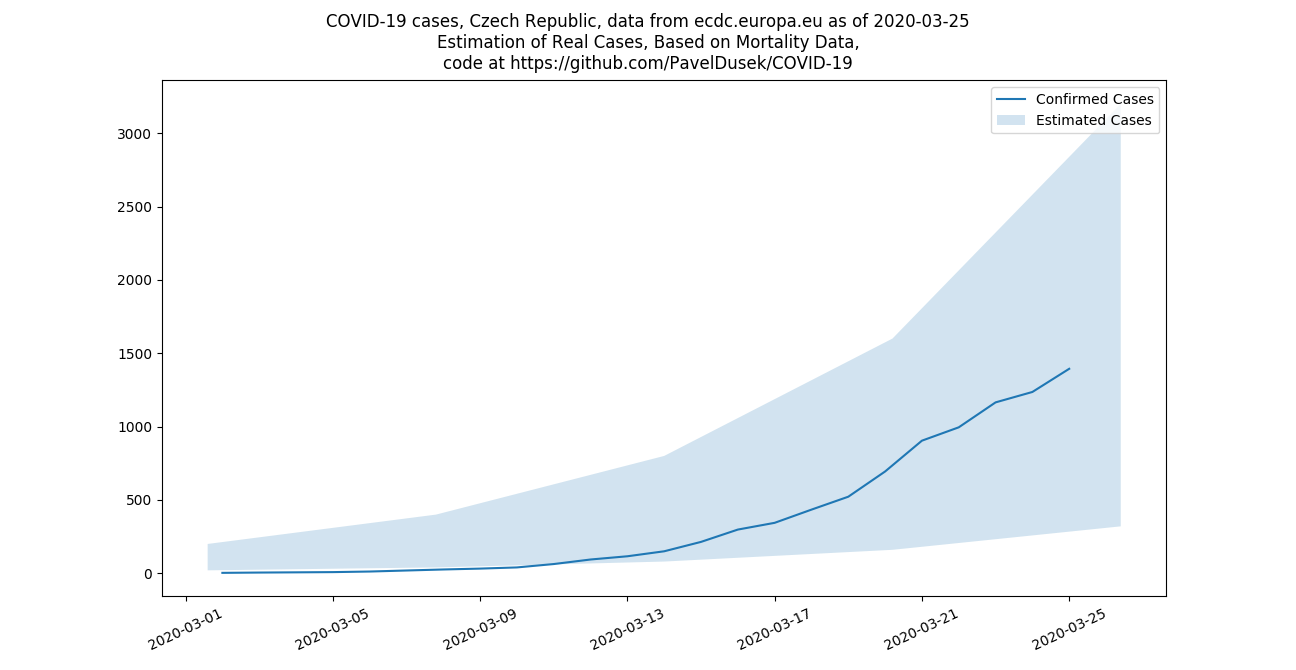 COVID-19 cases, Czech Republic, data from ecdc.europa.eu as of 2020-03-25
Estimation of Real Cases, Based on Mortality Data,
code at https://github.com/PavelDusek/COVID-19
Confirmed Cases
Estimated Cases
3000
2500
2000
1500
1000
500
0
2020-03-01
2020-03-05
2020-03-09
2020-03-13
2020-03-17
2020-03-21
2020-03-25